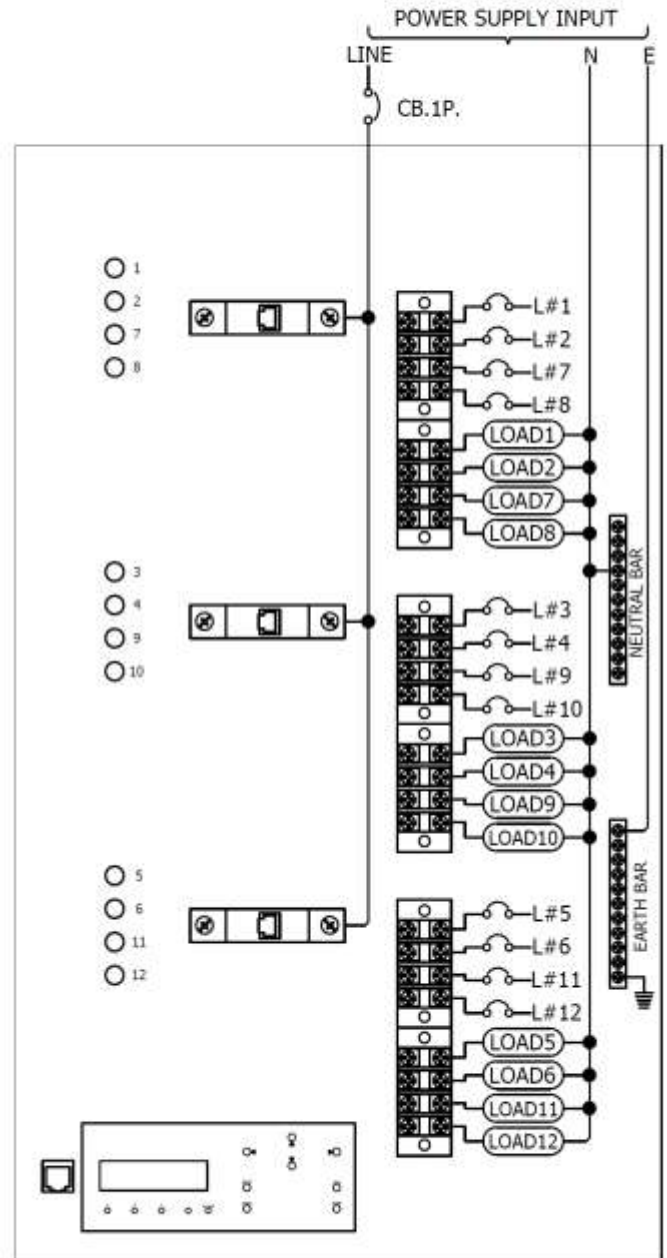 POWER SUPPLY INPUT
LINE N E
CB.1P.
1
2
7
8
L#1
L#2
L#7
L#8
LOAD1
LOAD2
LOAD7
LOAD8
NEUTRAL BAR
3
4
9
10
L#3
L#4
L#9
L#10
LOAD3
LOAD4
LOAD9
LOAD10
EARTH BAR
5
6
11
12
L#5
L#6
L#11
L#12
LOAD5
LOAD6
LOAD11
LOAD12